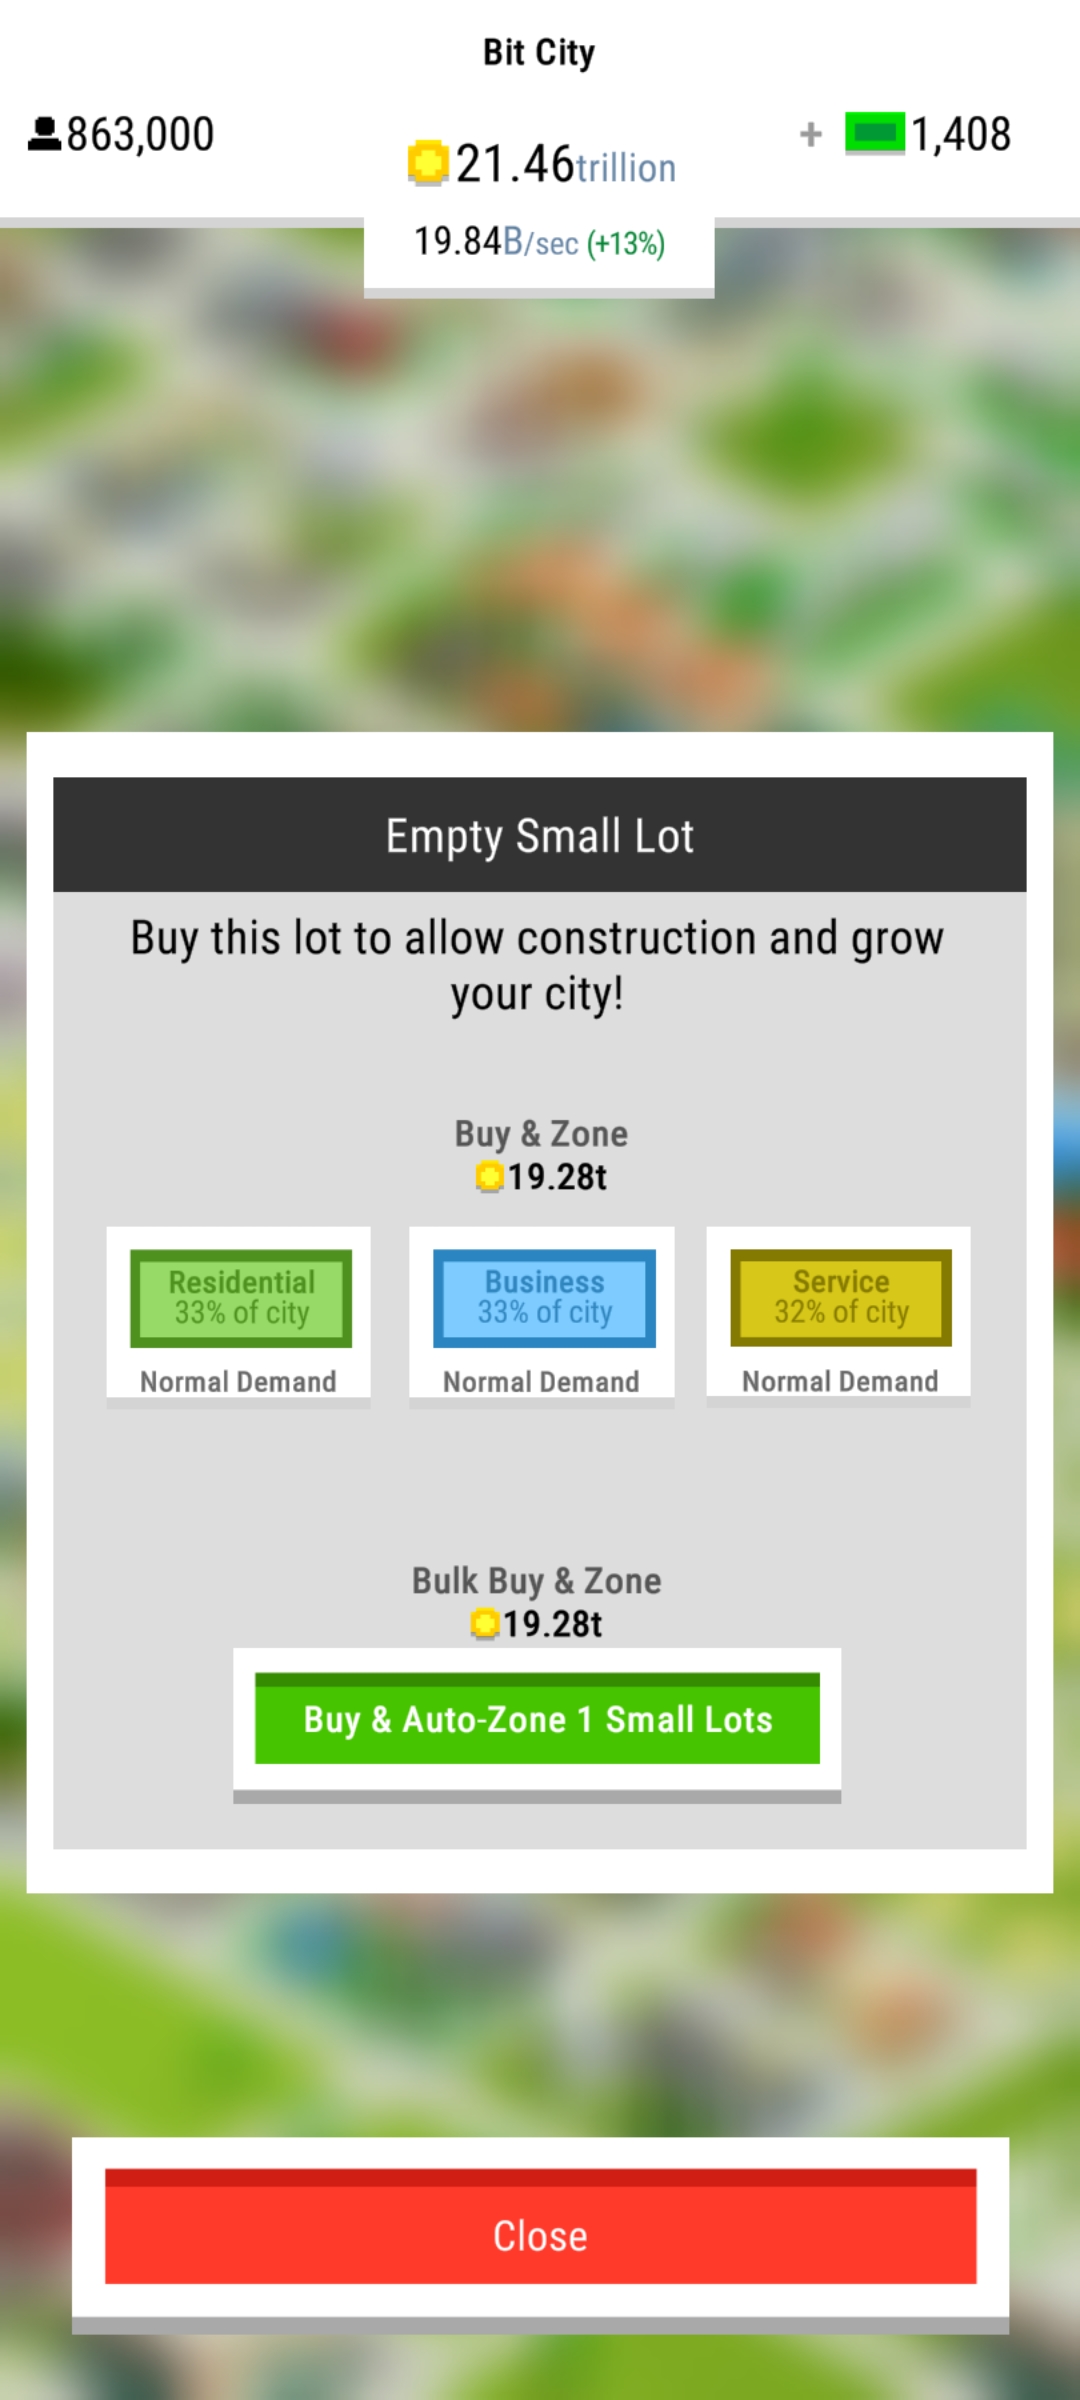 Bit City
863,000
21.46trillion
+ 1,408
19.84B/sec (+13%)
Empty Small Lot
Buy this lot to allow construction and grow
your city!
Buy & Zone
19.28t
Residential
33% of city
Normal Demand
Business
33% of city
Normal Demand
Service
32% of city
Normal Demand
Bulk Buy & Zone
19.28t
Buy & Auto-Zone 1 Small Lots
Close